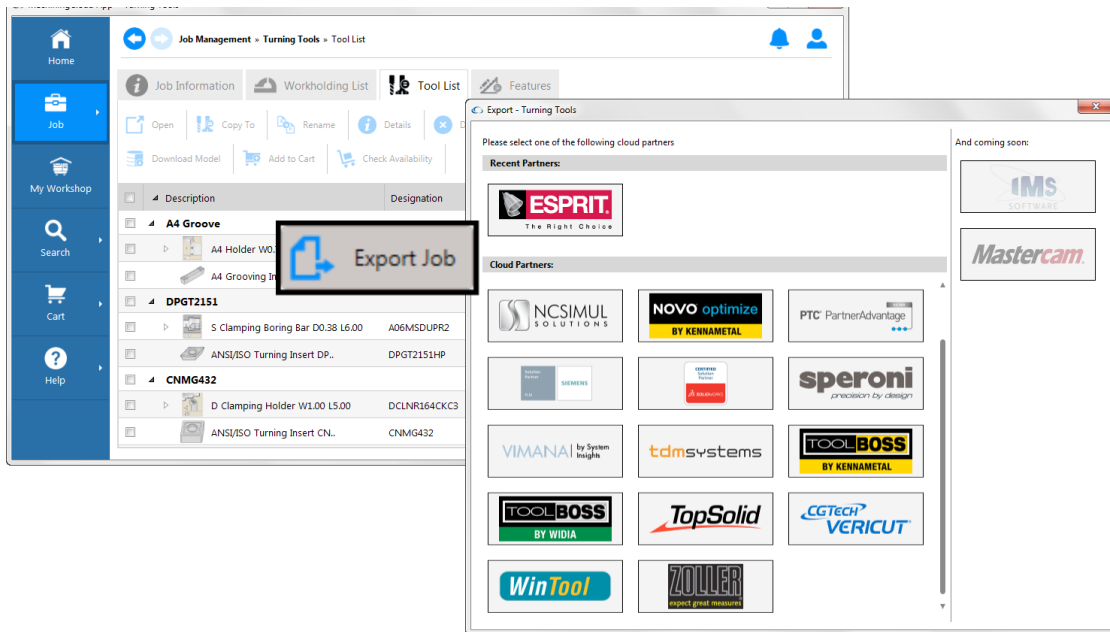 Home
Job
My Workshop
Search
Cart
Help
Job Management » Turning Tools » Tool List
Job Information
Workholding List
Tool List
Features
Open
Copy To
Rename
Details
D
Download Model
Add to Cart
Check Availability
Description
Designation
A4 Groove
A4 Holder W0.
A4 Grooving In
DPGT2151
S Clamping Boring Bar D0.38 L6.00
A06MSDUPR2
ANSI/ISO Turning Insert DP..
DPGT2151HP
CNMG432
D Clamping Holder W1.00 L5.00
DCLNR164CKC3
ANSI/ISO Turning Insert CN..
CNMG432
Export Job
Export - Turning Tools
Please select one of the following cloud partners
Recent Partners:
ESPRIT.
The Right Choice
Cloud Partners:
NCSIMUL
SOLUTIONS
NOVO optimize
BY KENNAMETAL
PTC PartnerAdvantage
Solution
Partner
SIEMENS
CERTIFIED
Solution
Partner
SOLIDWORKS
speroni
precision by design
VIMANA by System
Insights
tdmsystems
TOOLBOSS
BY KENNAMETAL
TOOLBOSS
BY WIDIA
TopSolid
CGTECH
VERICUT
WinTool
ZOLLER
expect great measures
And coming soon:
IMS
SOFTWARE
Mastercam.